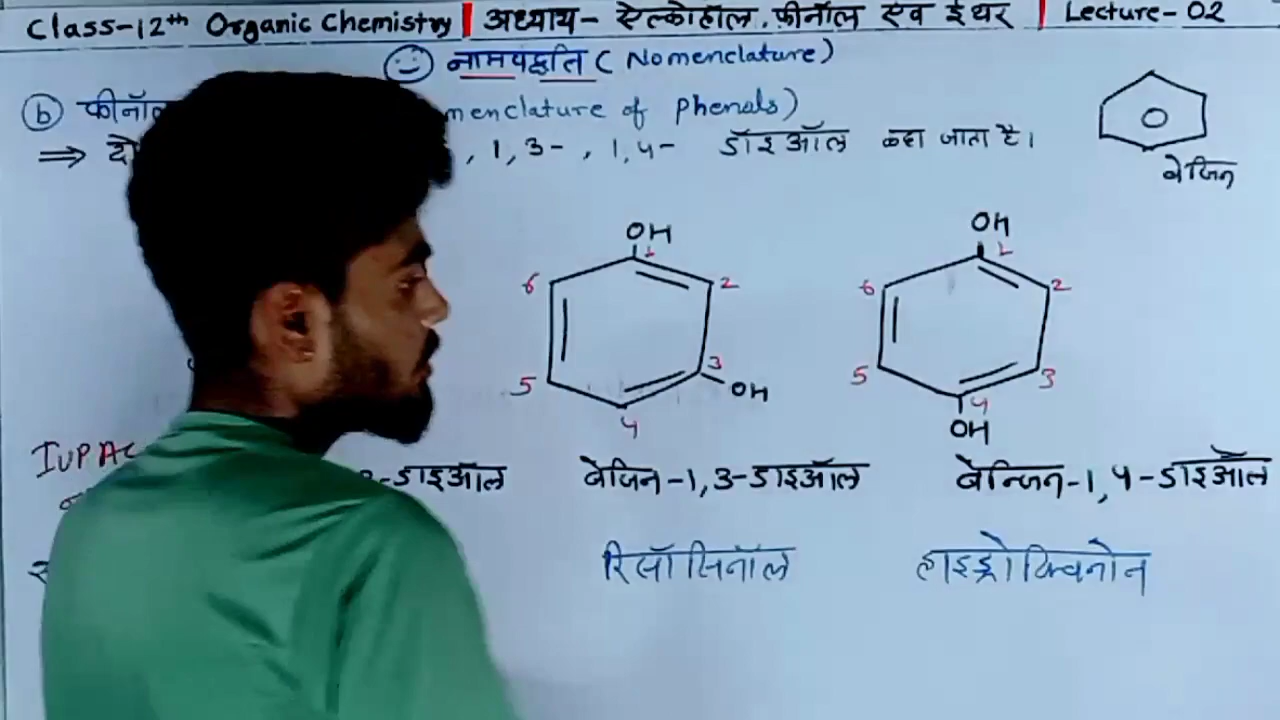 Class-12th Organic Chemistry | अध्याय- ऐल्कोहॉल, फीनॉल एवं ईथर | Lecture-02
नामपद्धति ( Nomenclature)
b फीनॉल menclature of phenols)
⇒ , 1,3- , 1,4- डॉइऑल कहा जाता है।
बेंजिन
OH
1
2
3
4
5
6
OH
OH
1
2
3
4
5
6
OH
IUPAC
-डाइऑल
बेंजिन-1,3-डाइऑल
बेन्जिन-1,4-डाइऑल
रिसॉर्सिनॉल
हाइड्रोक्विनोन